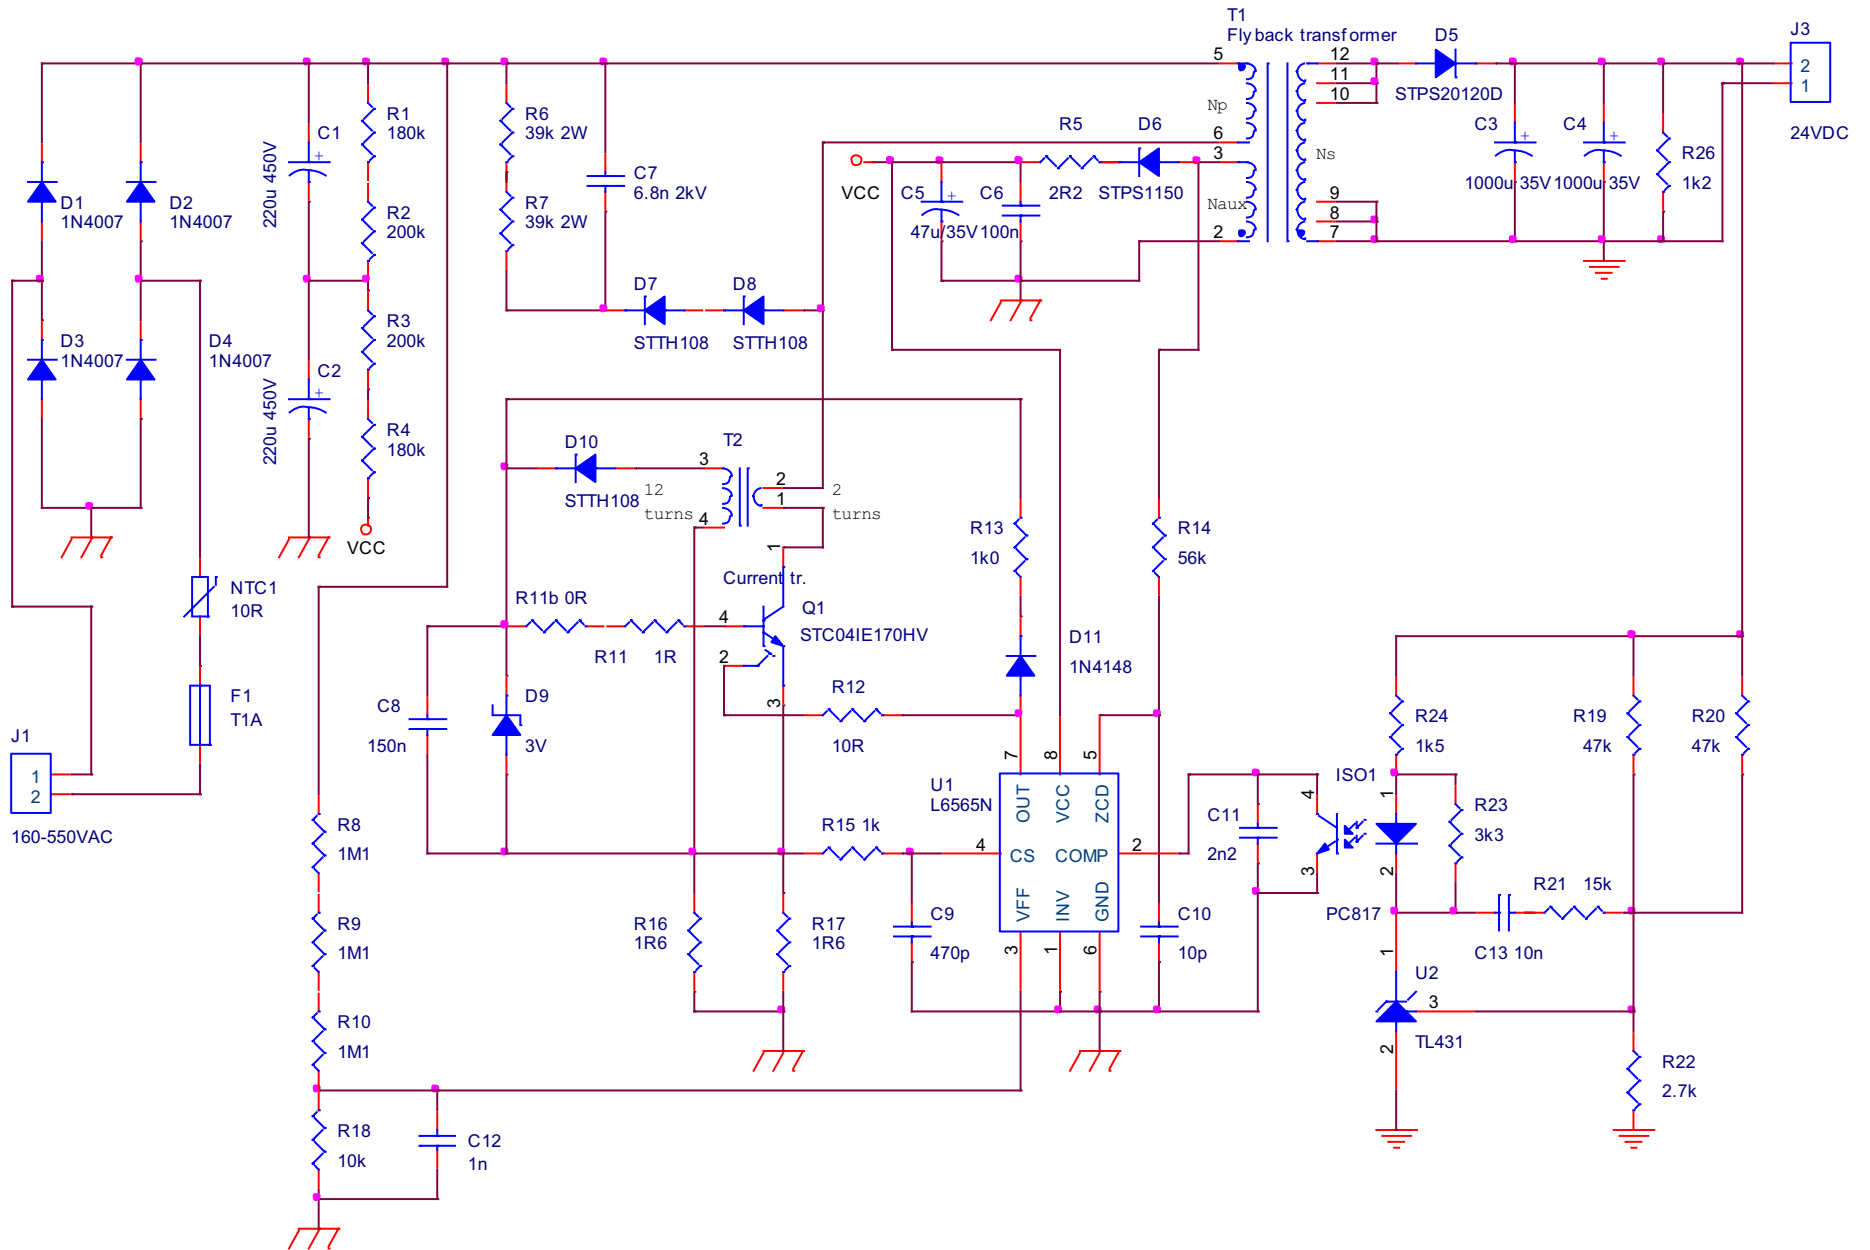 T1
Flyback transformer
5
12
11
10
Np
6
3
Ns
Naux
2
9
8
7
D5
STPS20120D
J3
2
1
24VDC
C3
1000u 35V
C4
1000u 35V
R26
1k2
R1
180k
C1
220u 450V
R2
200k
R3
200k
C2
220u 450V
R4
180k
VCC
R6
39k 2W
R7
39k 2W
C7
6.8n 2kV
D7
STTH108
D8
STTH108
VCC
C5
47u/35V
C6
100n
R5
2R2
D6
STPS1150
D1
1N4007
D2
1N4007
D3
1N4007
D4
1N4007
NTC1
10R
F1
T1A
J1
1
2
160-550VAC
D10
STTH108
T2
3
4
2
1
12
turns
2
turns
Current tr.
1
Q1
STC04IE170HV
4
2
3
R11b 0R
R11
1R
C8
150n
D9
3V
R12
10R
R13
1k0
D11
1N4148
R14
56k
R15 1k
U1
L6565N
7
8
5
OUT
VCC
ZCD
4
CS
COMP
2
VFF
INV
GND
3
1
6
R16
1R6
R17
1R6
C9
470p
C10
10p
C11
2n2
ISO1
4
3
1
2
PC817
R24
1k5
R23
3k3
R19
47k
R20
47k
R21
15k
C13 10n
U2
1
3
2
TL431
R22
2.7k
R8
1M1
R9
1M1
R10
1M1
R18
10k
C12
1n